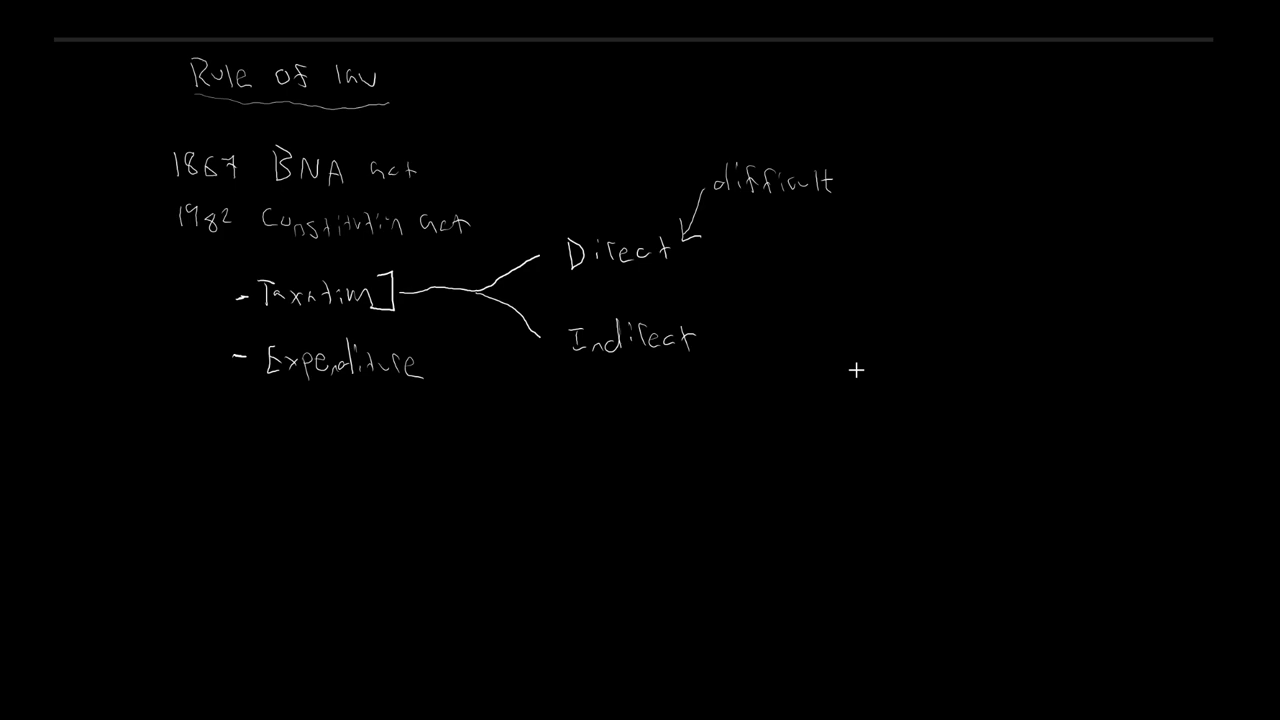 Rule of law
1867 BNA act
1982 Constitution act
difficult
- Taxation] Direct
Indirect
- Expenditure